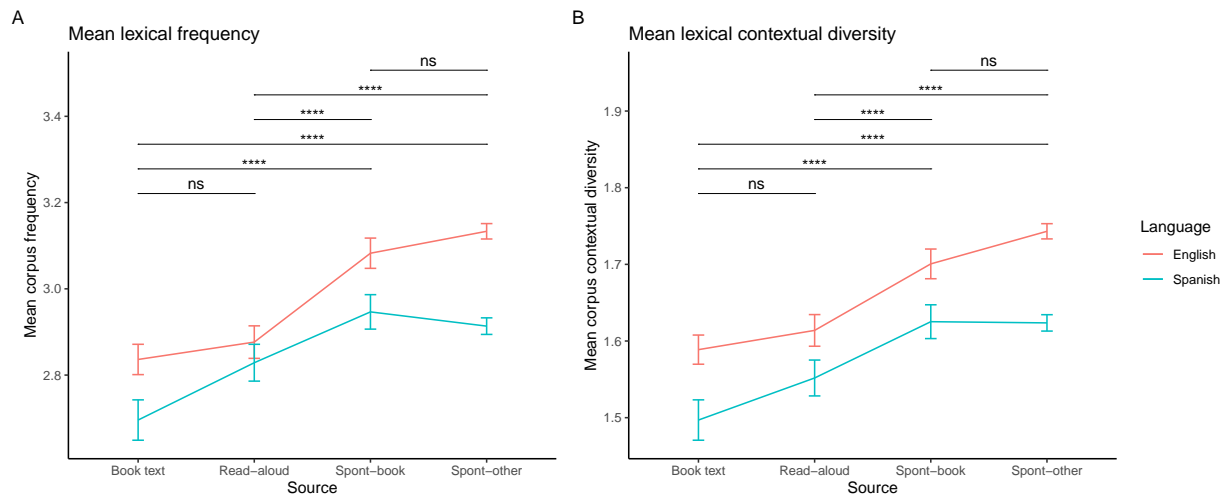 A
Mean lexical frequency
ns
****
****
****
****
ns
3.4
3.2
3.0
2.8
Mean corpus frequency
Book text
Read−aloud
Spont−book
Spont−other
Source
B
Mean lexical contextual diversity
ns
****
****
****
****
ns
1.9
1.8
1.7
1.6
1.5
Mean corpus contextual diversity
Book text
Read−aloud
Spont−book
Spont−other
Source
Language
English
Spanish